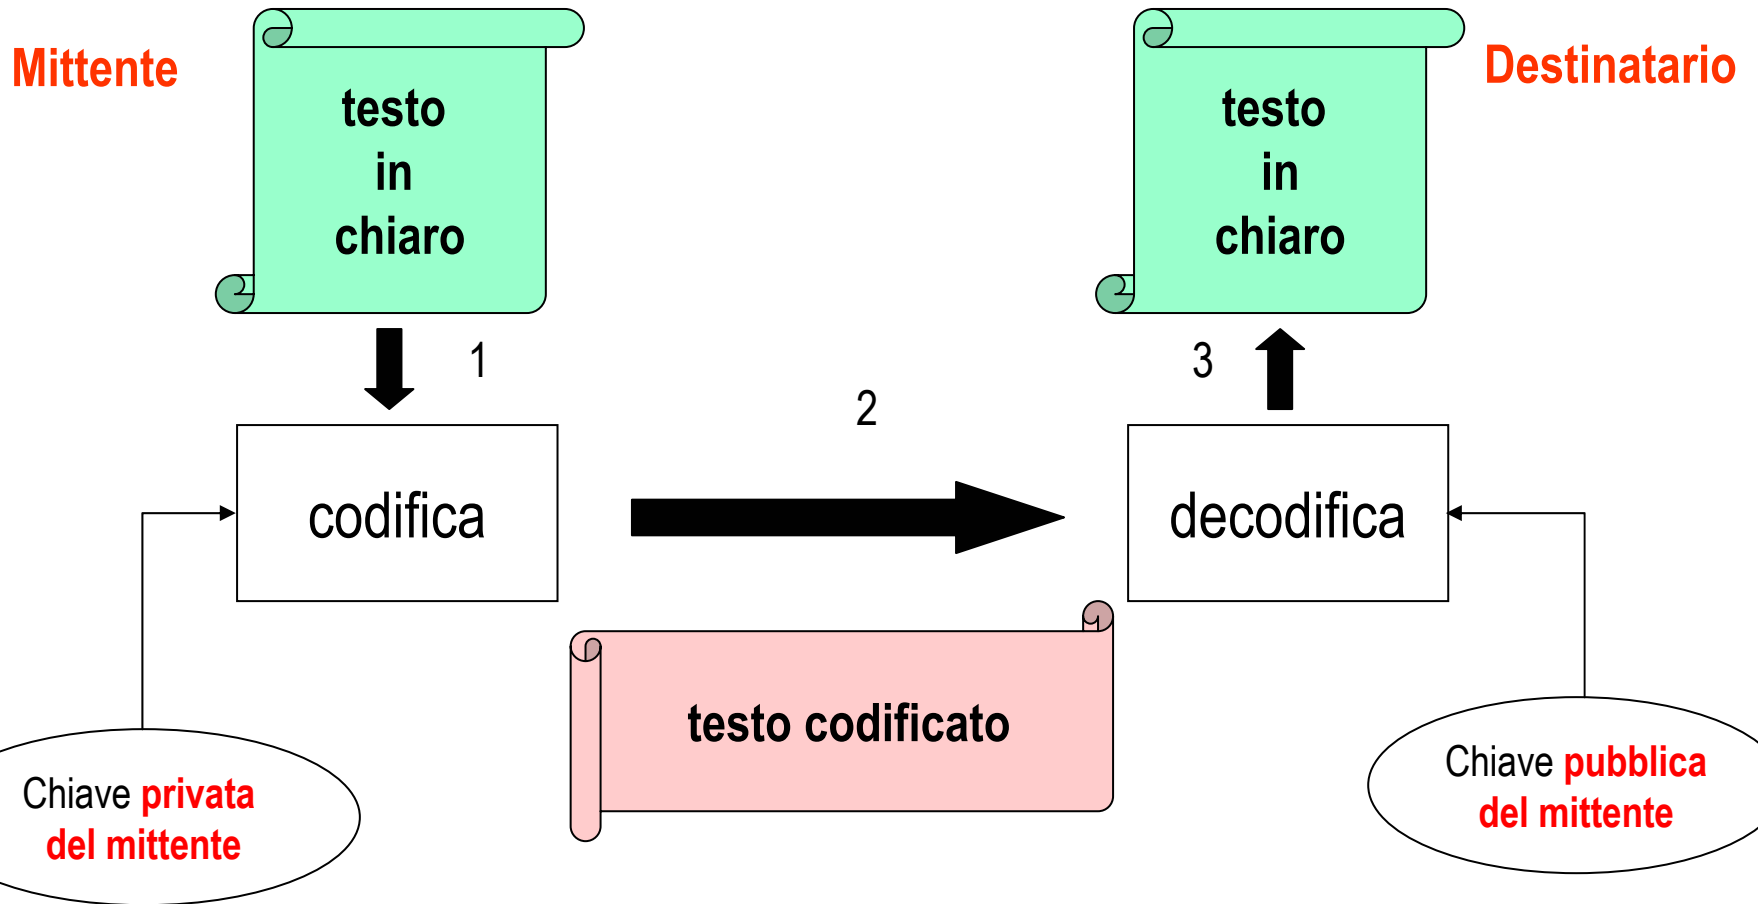 Mittente
testo
in
chiaro
Destinatario
testo
in
chiaro
1
2
3
codifica
decodifica
testo codificato
Chiave privata
del mittente
Chiave pubblica
del mittente